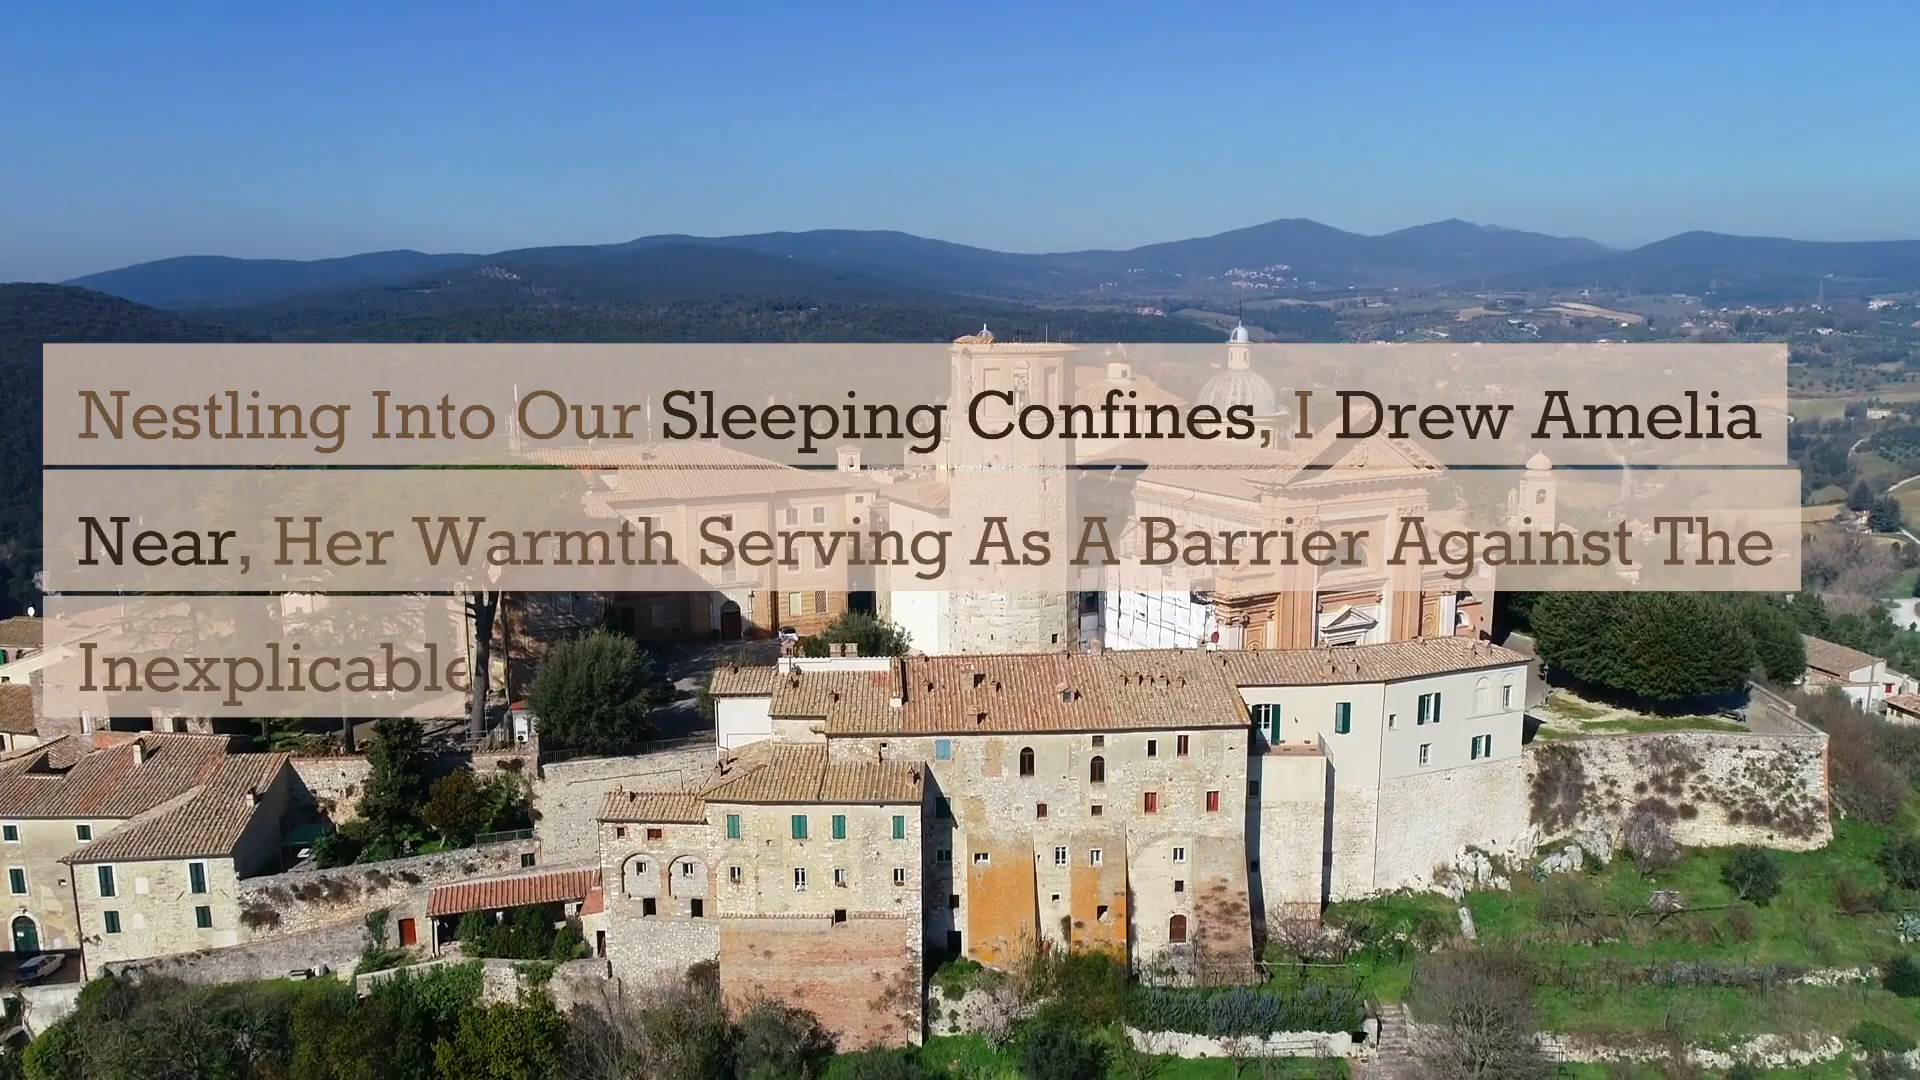 Nestling Into Our Sleeping Confines, I Drew Amelia
Near, Her Warmth Serving As A Barrier Against The
Inexplicable